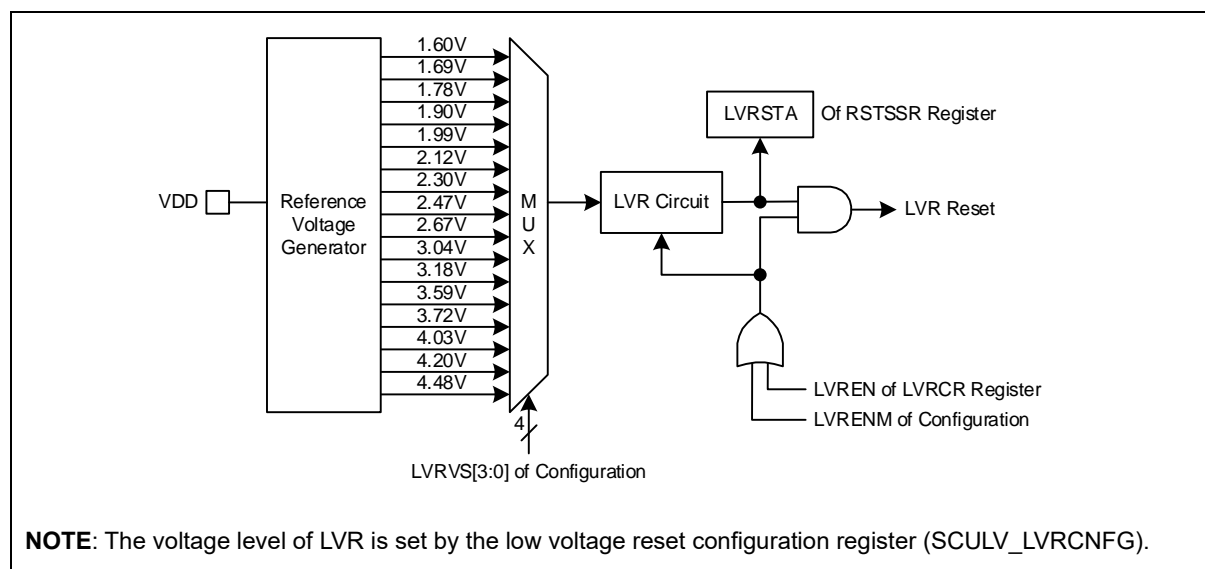 1.60V
1.69V
1.78V
1.90V
1.99V
2.12V
2.30V
2.47V
2.67V
3.04V
3.18V
3.59V
3.72V
4.03V
4.20V
4.48V
VDD
Reference
Voltage
Generator
M
U
X
4
LVRVS[3:0] of Configuration
LVR Circuit
LVRSTA
Of RSTSSR Register
LVR Reset
LVREN of LVRCR Register
LVRENM of Configuration
NOTE: The voltage level of LVR is set by the low voltage reset configuration register (SCULV_LVRCNFG).